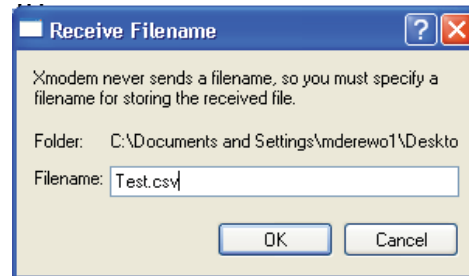 Receive Filename
Xmodem never sends a filename, so you must specify a
filename for storing the received file.
Folder: C:\Documents and Settings\mderewo1\Deskto
Filename: Test.csv
OK Cancel